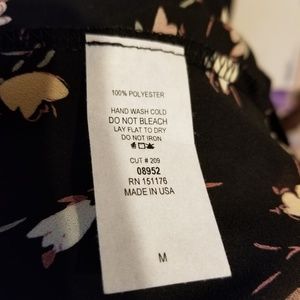 100% POLYESTER
HAND WASH COLD
DO NOT BLEACH
LAY FLAT TO DRY
DO NOT IRON
CUT # 209
08952
RN 151176
MADE IN USA
M